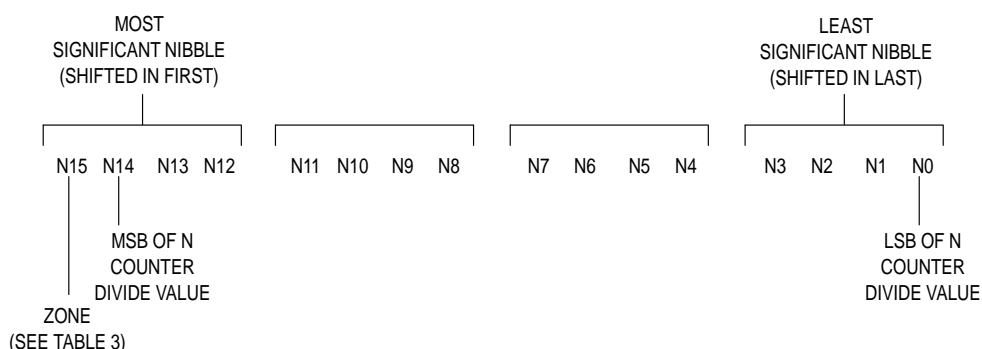 MOST
SIGNIFICANT NIBBLE
(SHIFTED IN FIRST)
LEAST
SIGNIFICANT NIBBLE
(SHIFTED IN LAST)
N15 N14 N13 N12 N11 N10 N9 N8 N7 N6 N5 N4 N3 N2 N1 N0
MSB OF N
COUNTER
DIVIDE VALUE
LSB OF N
COUNTER
DIVIDE VALUE
ZONE
(SEE TABLE 3)